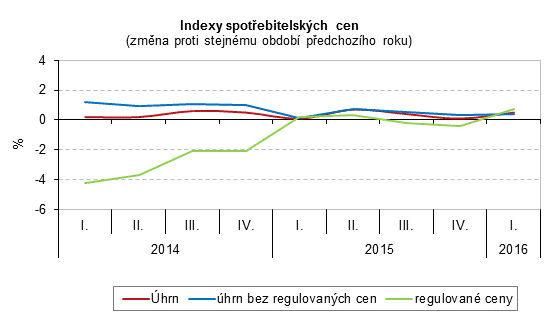 Indexy spotřebitelských cen
(změna proti stejnému období předchozího roku)
4
2
0
-2
-4
-6
%
I. II. III. IV. I. II. III. IV. I.
2014 2015 2016
Úhrn úhrn bez regulovaných cen regulované ceny